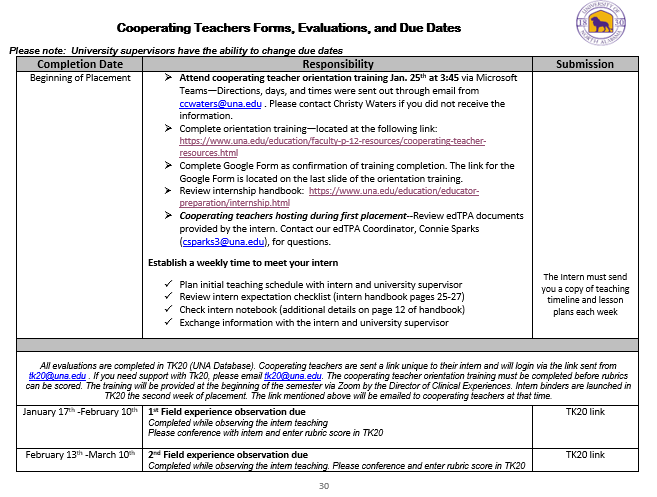 UNIVERSITY OF
18 30
NORTH ALABAMA
Cooperating Teachers Forms, Evaluations, and Due Dates
Please note:  University supervisors have the ability to change due dates
Completion Date
Responsibility
Submission
Beginning of Placement
➢ Attend cooperating teacher orientation training Jan. 25th at 3:45 via Microsoft
Teams—Directions, days, and times were sent out through email from
ccwaters@una.edu . Please contact Christy Waters if you did not receive the
information.
➢ Complete orientation training—located at the following link:
https://www.una.edu/education/faculty-p-12-resources/cooperating-teacher-
resources.html
➢ Complete Google Form as confirmation of training completion. The link for the
Google Form is located on the last slide of the orientation training.
➢ Review internship handbook:  https://www.una.edu/education/educator-
preparation/internship.html
➢ Cooperating teachers hosting during first placement--Review edTPA documents
provided by the intern. Contact our edTPA Coordinator, Connie Sparks
(csparks3@una.edu), for questions.
Establish a weekly time to meet your intern
✓ Plan initial teaching schedule with intern and university supervisor
✓ Review intern expectation checklist (intern handbook pages 25-27)
✓ Check intern notebook (additional details on page 12 of handbook)
✓ Exchange information with the intern and university supervisor
The Intern must send
you a copy of teaching
timeline and lesson
plans each week
All evaluations are completed in TK20 (UNA Database). Cooperating teachers are sent a link unique to their intern and will login via the link sent from
tk20@una.edu . If you need support with Tk20, please email tk20@una.edu. The cooperating teacher orientation training must be completed before rubrics
can be scored. The training will be provided at the beginning of the semester via Zoom by the Director of Clinical Experiences. Intern binders are launched in
TK20 the second week of placement. The link mentioned above will be emailed to cooperating teachers at that time.
January 17th -February 10th
1st Field experience observation due
Completed while observing the intern teaching
Please conference with intern and enter rubric score in TK20
TK20 link
February 13th -March 10th
2nd Field experience observation due
Completed while observing the intern teaching. Please conference and enter rubric score in TK20
TK20 link
30